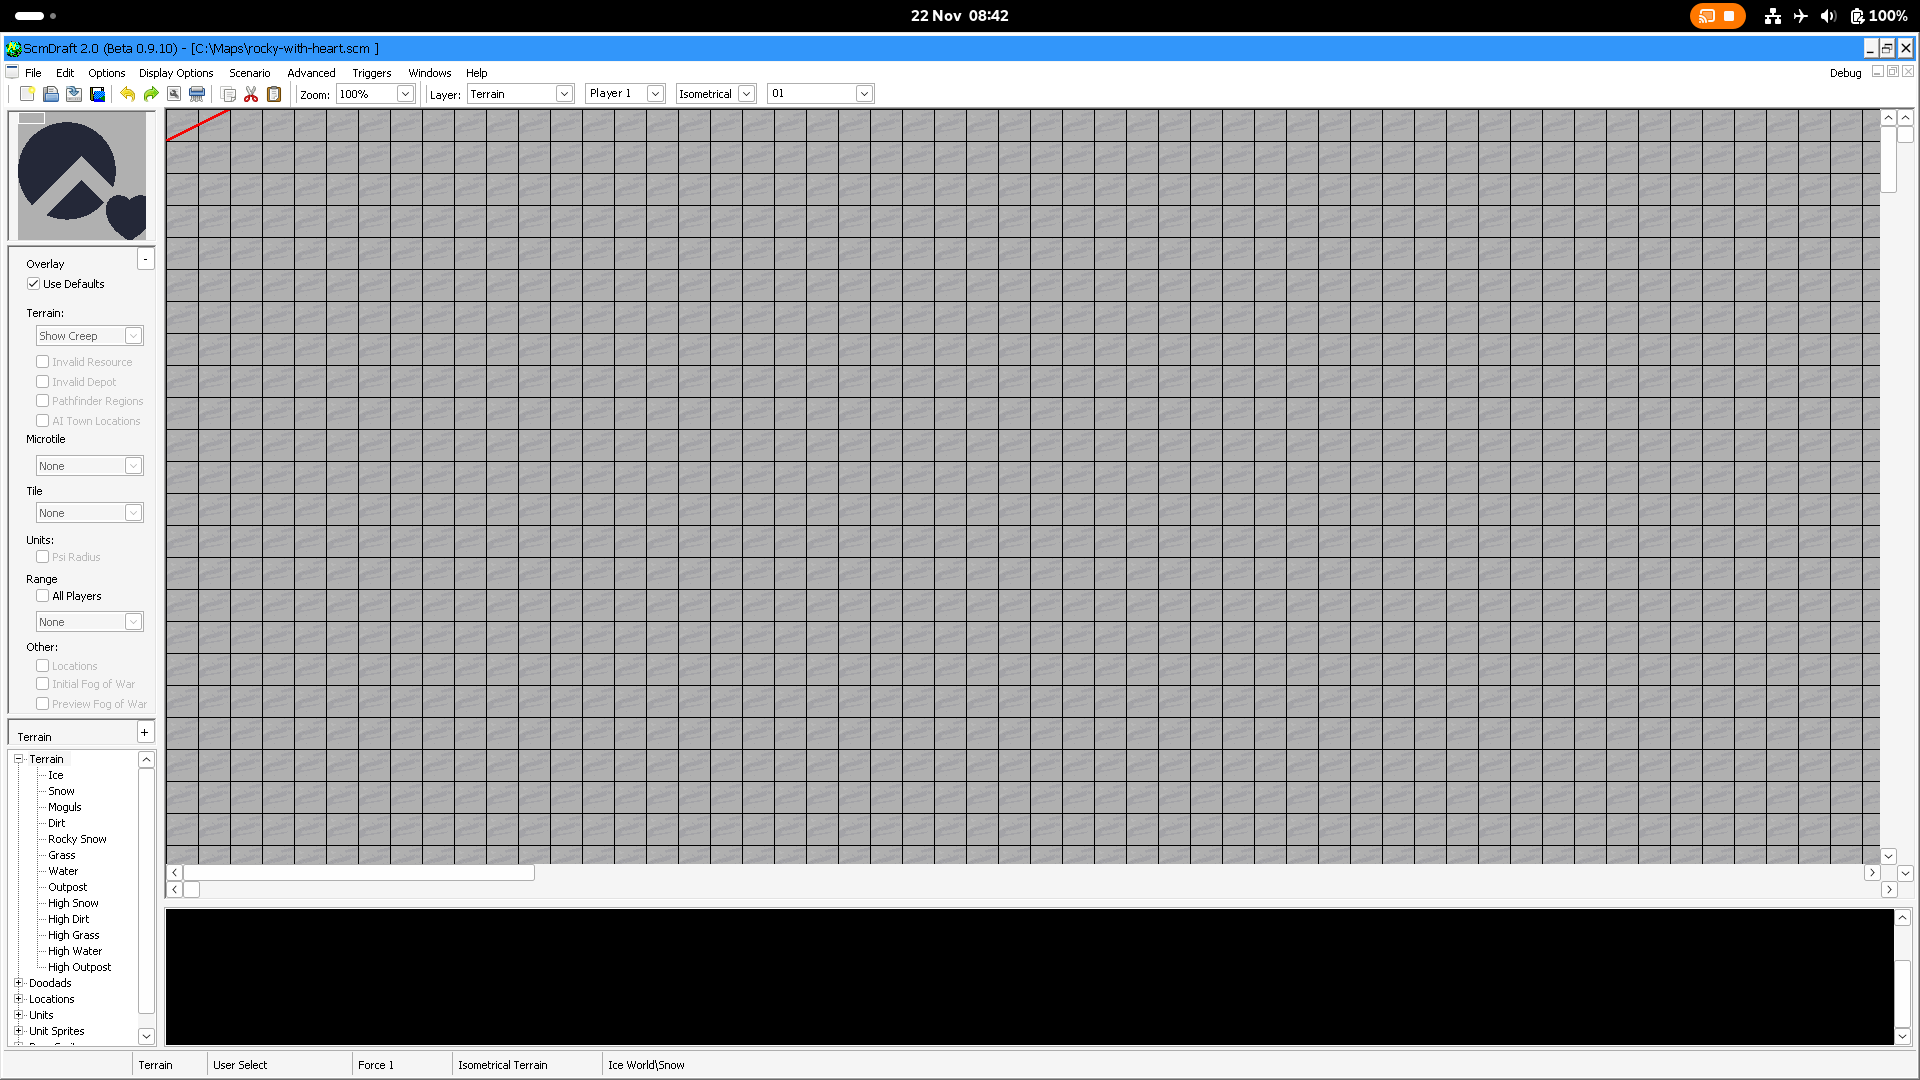 22 Nov 08:42
100%
ScmDraft 2.0 (Beta 0.9.10) - [C:\Maps\rocky-with-heart.scm ]
File Edit Options Display Options Scenario Advanced Triggers Windows Help Debug
Zoom: 100% Layer: Terrain Player 1 Isometrical 01
Overlay
-
Use Defaults
Terrain:
Show Creep
Invalid Resource
Invalid Depot
Pathfinder Regions
AI Town Locations
Microtile
None
Tile
None
Units:
Psi Radius
Range
All Players
None
Other:
Locations
Initial Fog of War
Preview Fog of War
Terrain
+
Terrain
Ice
Snow
Moguls
Dirt
Rocky Snow
Grass
Water
Outpost
High Snow
High Dirt
High Grass
High Water
High Outpost
Doodads
Locations
Units
Unit Sprites
Terrain User Select Force 1 Isometrical Terrain Ice World\Snow